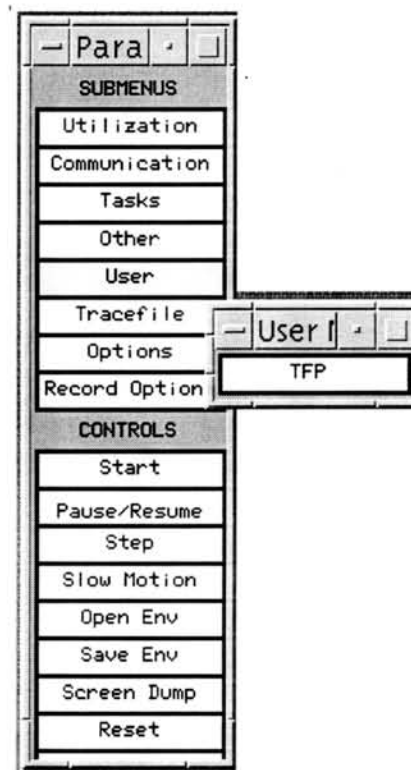 Para
SUBMENUS
Utilization
Communication
Tasks
Other
User
Tracefile
Options
Record Option
User
TFP
CONTROLS
Start
Pause/Resume
Step
Slow Motion
Open Env
Save Env
Screen Dump
Reset